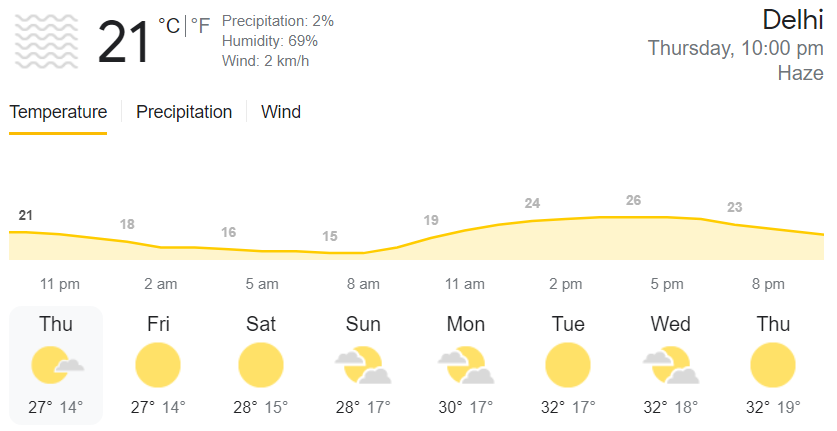 21 °C | °F
Precipitation: 2%
Humidity: 69%
Wind: 2 km/h
Delhi
Thursday, 10:00 pm
Haze
Temperature | Precipitation | Wind
21 18 16 15 19 24 26 23
11 pm 2 am 5 am 8 am 11 am 2 pm 5 pm 8 pm
Thu Fri Sat Sun Mon Tue Wed Thu
27° 14° 27° 14° 28° 15° 28° 17° 30° 17° 32° 17° 32° 18° 32° 19°